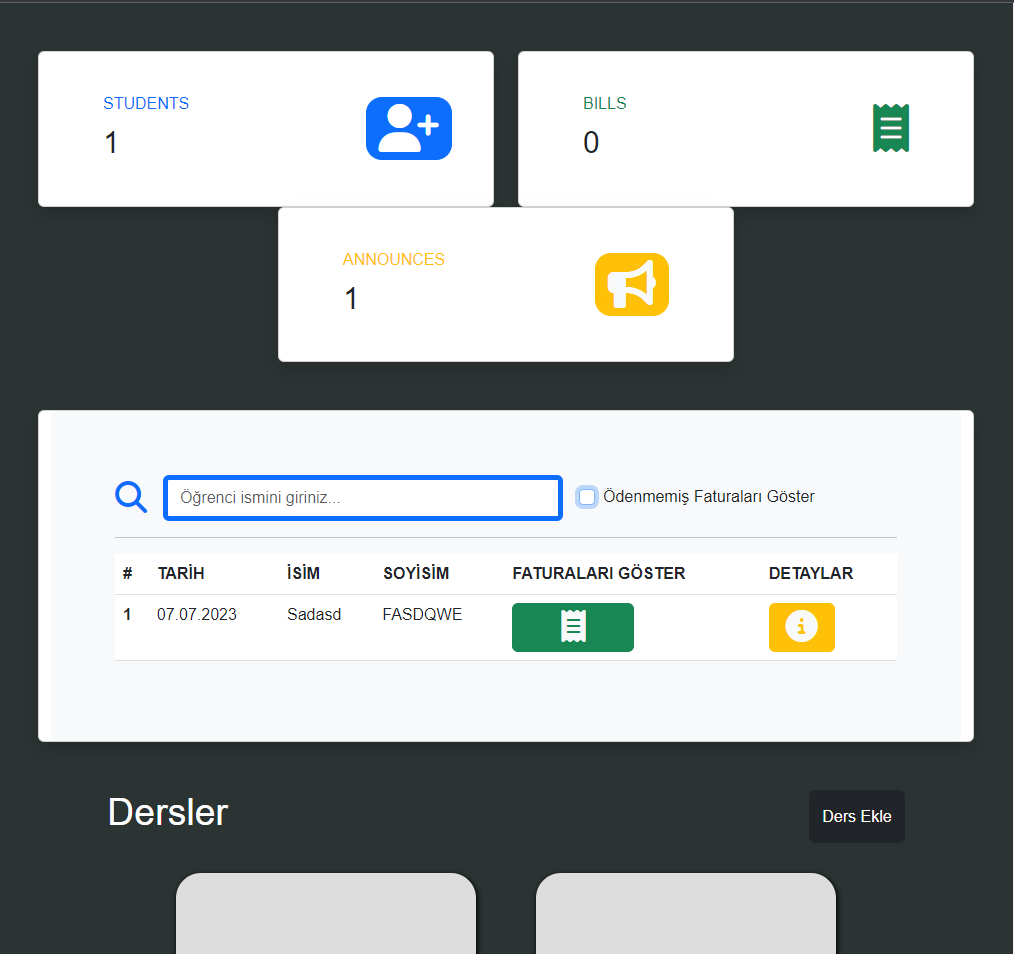 STUDENTS
1
BILLS
0
ANNOUNCES
1
Öğrenci ismini giriniz...
Ödenmemiş Faturaları Göster
# TARİH İSİM SOYİSİM FATURALARI GÖSTER DETAYLAR
1 07.07.2023 Sadasd FASDQWE
Dersler
Ders Ekle